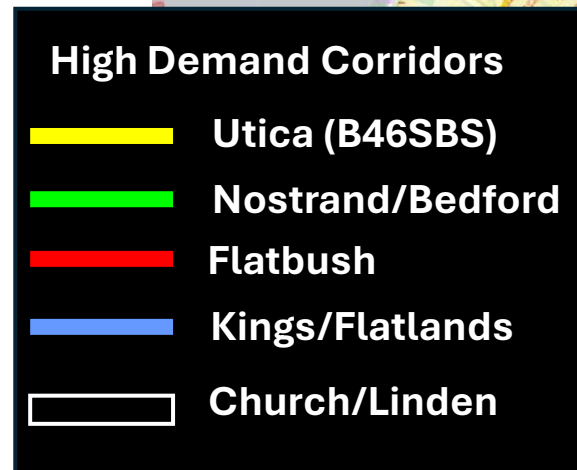 High Demand Corridors
Utica (B46SBS)
Nostrand/Bedford
Flatbush
Kings/Flatlands
Church/Linden